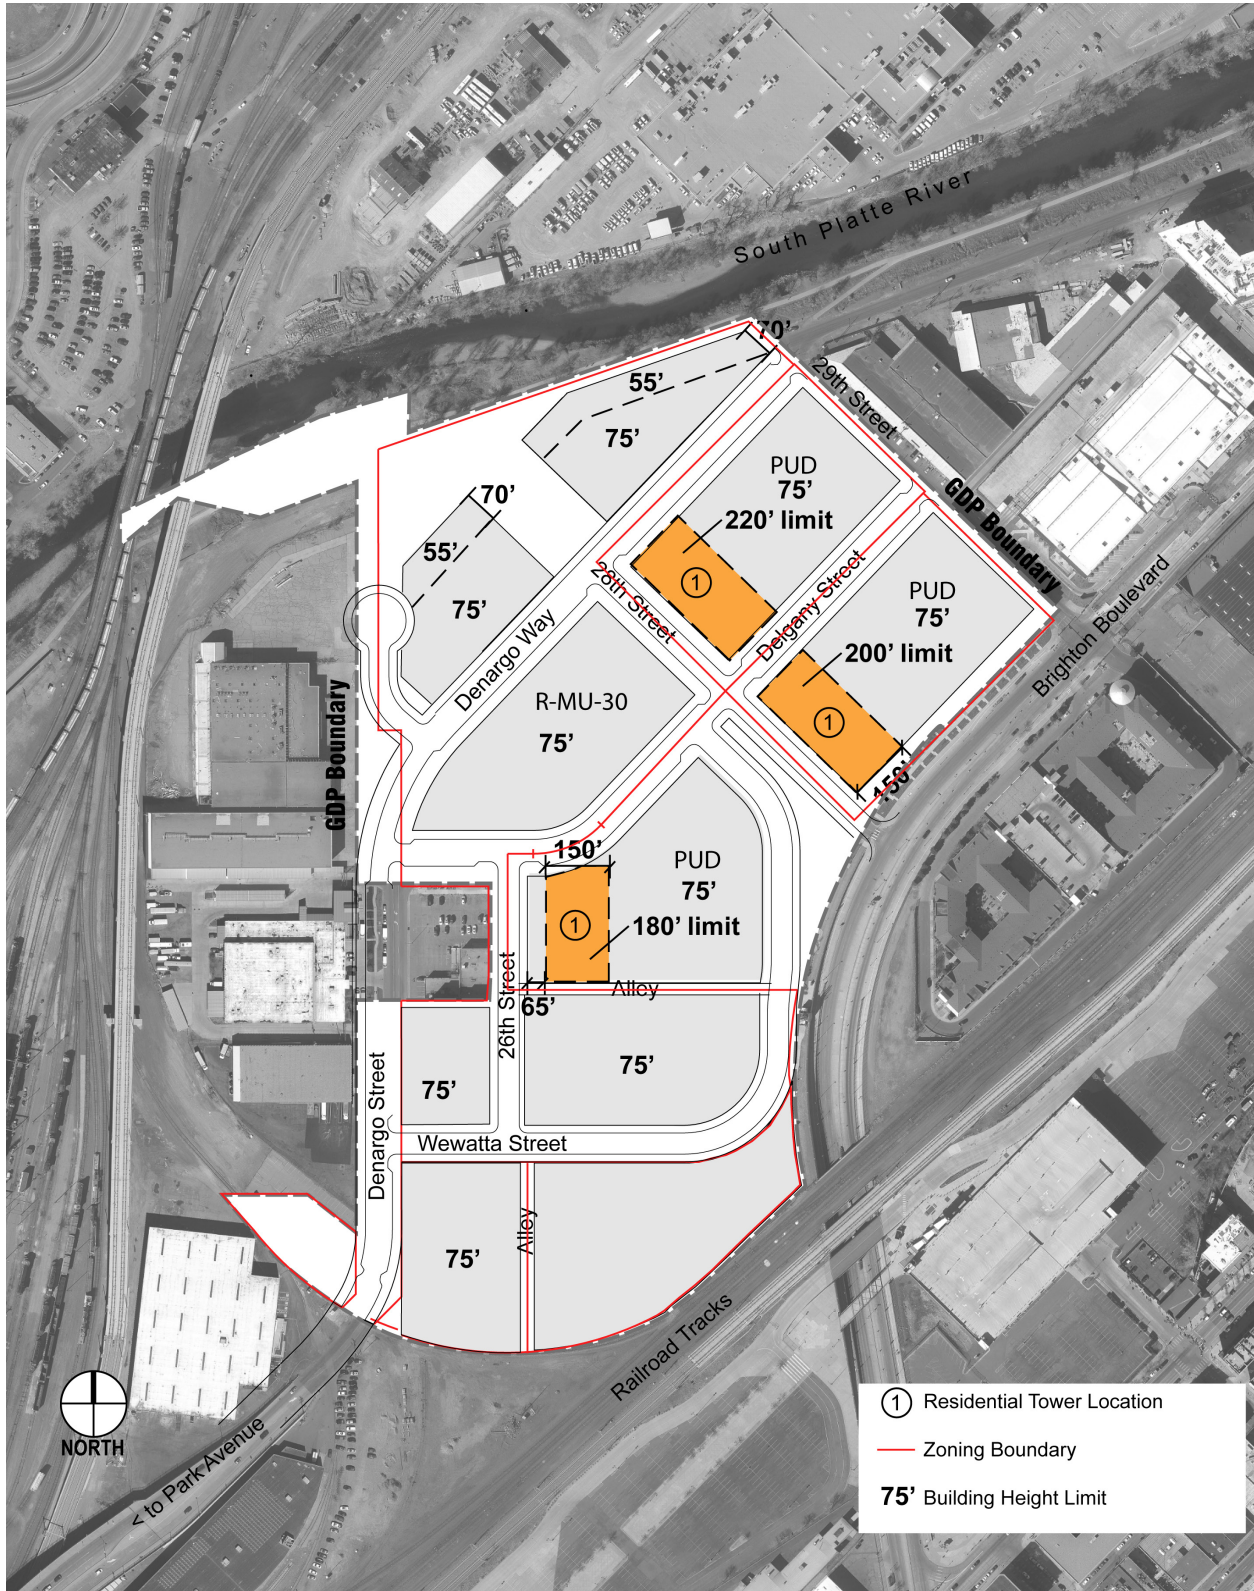 South Platte River
70'
29th Street
55'
75'
PUD
75'
GDP Boundary
70'
220' limit
55'
1
28th Street
Delgany Street
PUD
75'
75'
Brighton Boulevard
Denargo Way
200' limit
R-MU-30
75'
1
GDP Boundary
150'
150'
PUD
75'
1
180' limit
26th Street
Alley
65'
75'
75'
Denargo Street
Wewatta Street
Alley
75'
Railroad Tracks
NORTH
< to Park Avenue
1 Residential Tower Location
Zoning Boundary
75' Building Height Limit